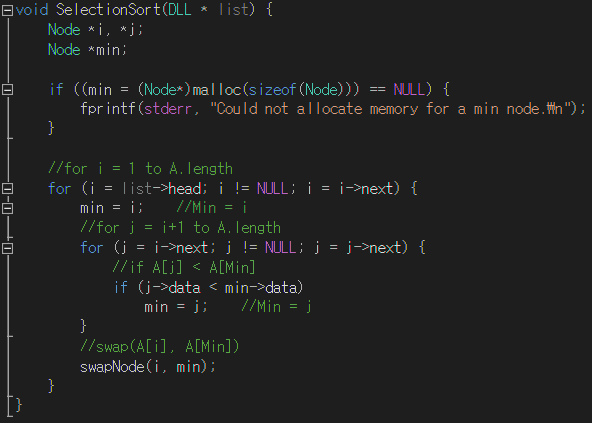 void SelectionSort(DLL * list) {
Node *i, *j;
Node *min;
if ((min = (Node*)malloc(sizeof(Node))) == NULL) {
fprintf(stderr, "Could not allocate memory for a min node.₩n");
}
//for i = 1 to A.length
for (i = list->head; i != NULL; i = i->next) {
min = i; //Min = i
//for j = i+1 to A.length
for (j = i->next; j != NULL; j = j->next) {
//if A[j] < A[Min]
if (j->data < min->data)
min = j; //Min = j
}
//swap(A[i], A[Min])
swapNode(i, min);
}
}